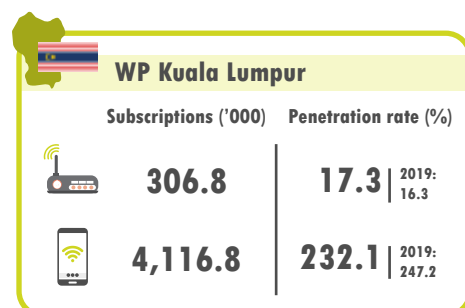 WP Kuala Lumpur
Subscriptions ('000) Penetration rate (%)
306.8 17.3 2019:
16.3
4,116.8 232.1 2019:
247.2